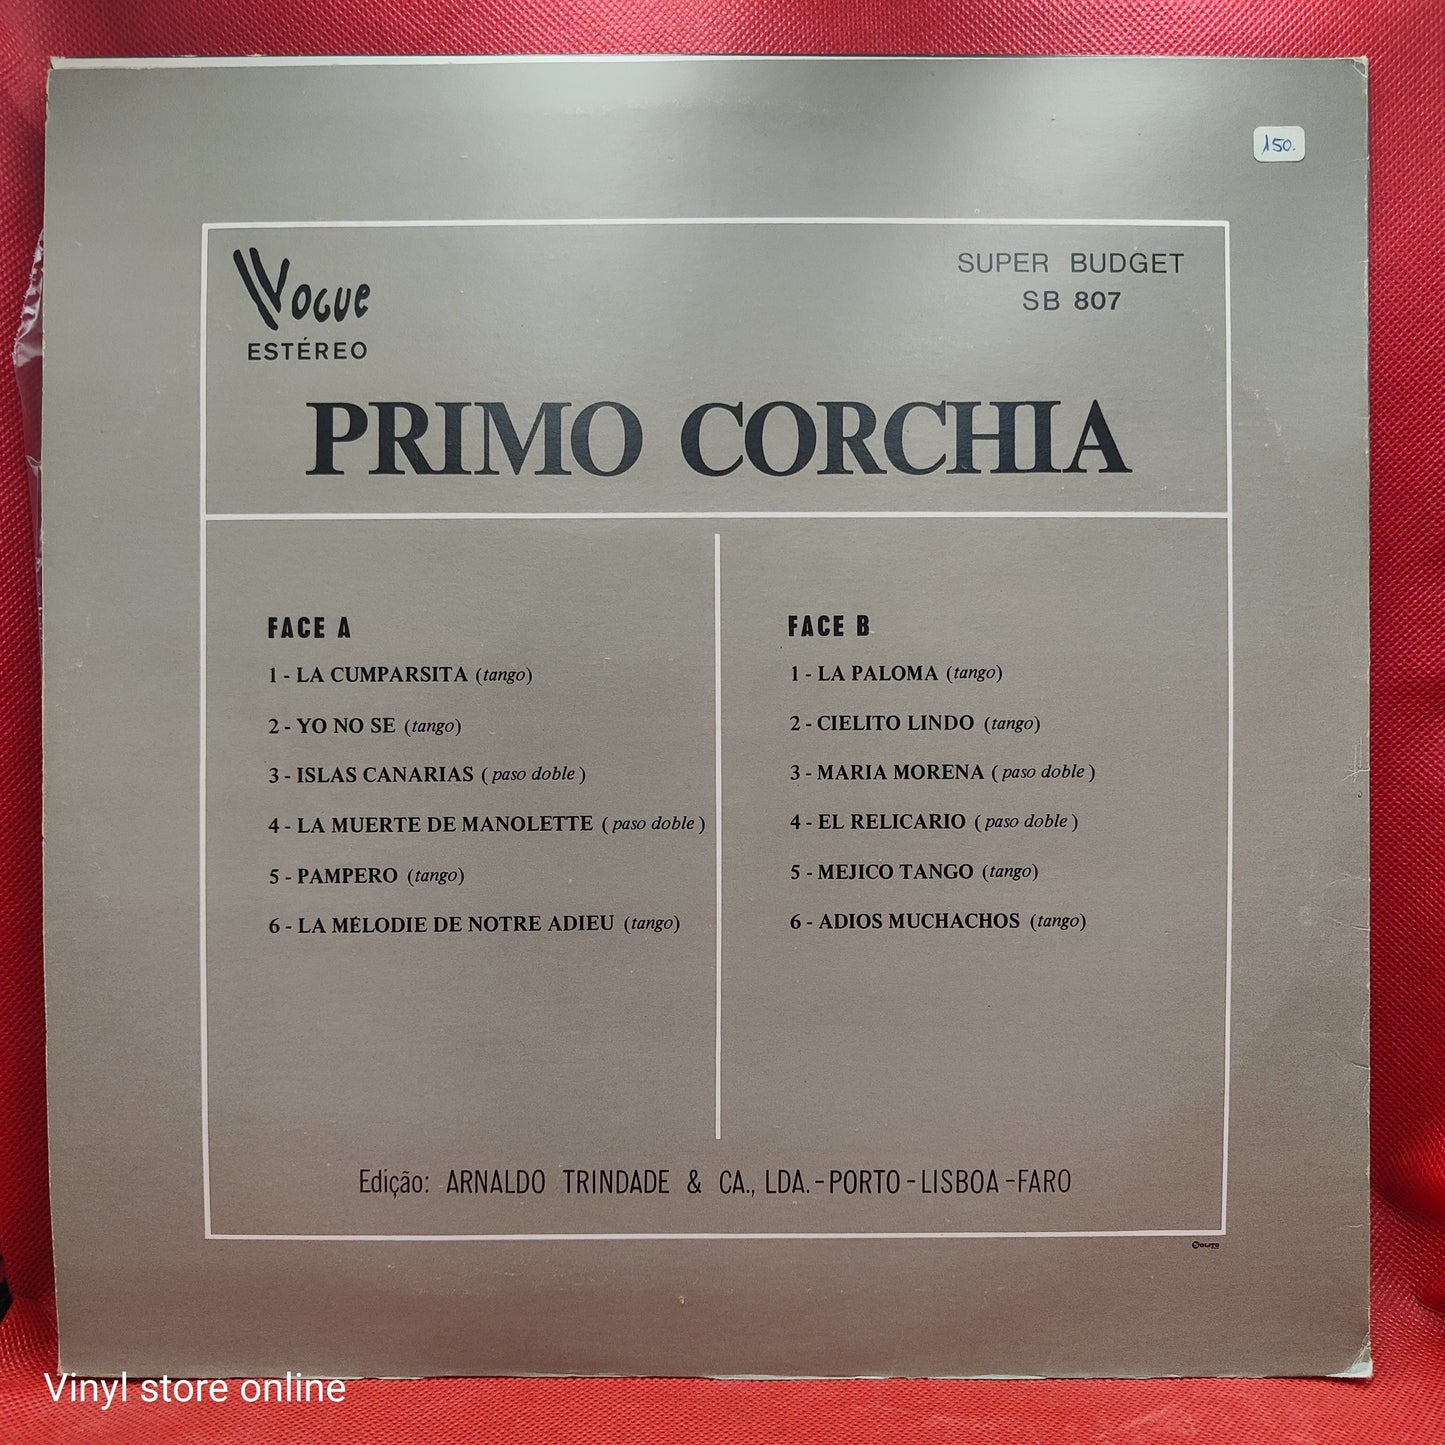 150.
Vogue
ESTÉREO
SUPER BUDGET
SB 807
PRIMO CORCHIA
FACE A
1 - LA CUMPARSITA (tango)
2 - YO NO SE (tango)
3 - ISLAS CANARIAS ( paso doble )
4 - LA MUERTE DE MANOLETTE ( paso doble )
5 - PAMPERO (tango)
6 - LA MÉLODIE DE NOTRE ADIEU (tango)
FACE B
1 - LA PALOMA (tango)
2 - CIELITO LINDO (tango)
3 - MARIA MORENA ( paso doble )
4 - EL RELICARIO ( paso doble )
5 - MEJICO TANGO (tango)
6 - ADIOS MUCHACHOS (tango)
Edição: ARNALDO TRINDADE & CA., LDA. - PORTO - LISBOA - FARO
Vinyl store online